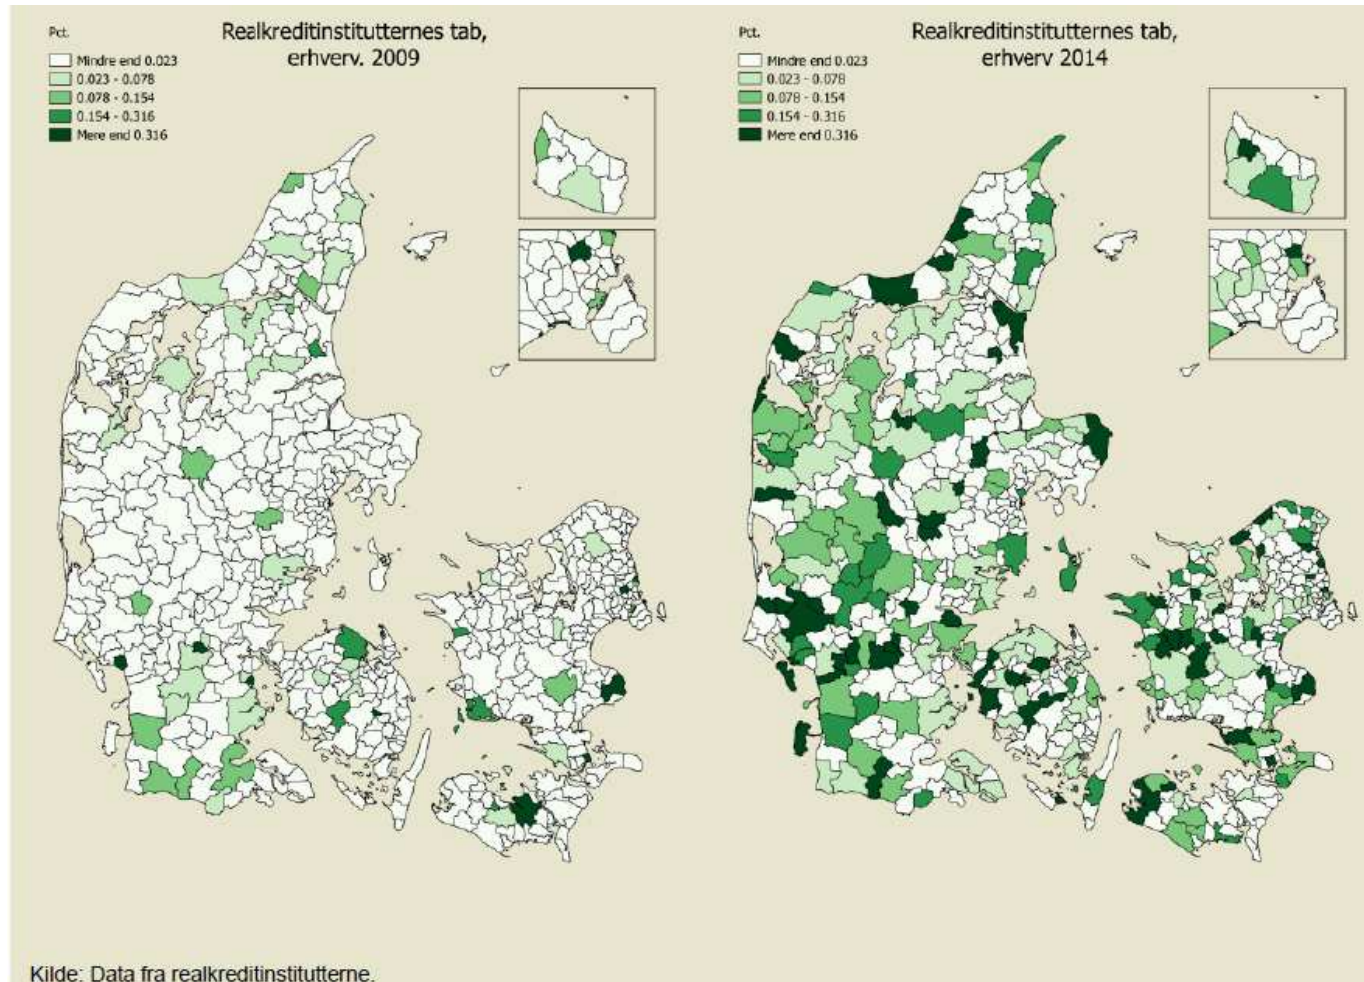 Pct.
Realkreditinstitutternes tab,
erhverv. 2009
Mindre end 0.023
0.023 - 0.078
0.078 - 0.154
0.154 - 0.316
Mere end 0.316
Pct.
Realkreditinstitutternes tab,
erhverv 2014
Mindre end 0.023
0.023 - 0.078
0.078 - 0.154
0.154 - 0.316
Mere end 0.316
Kilde: Data fra realkreditinstitutterne.